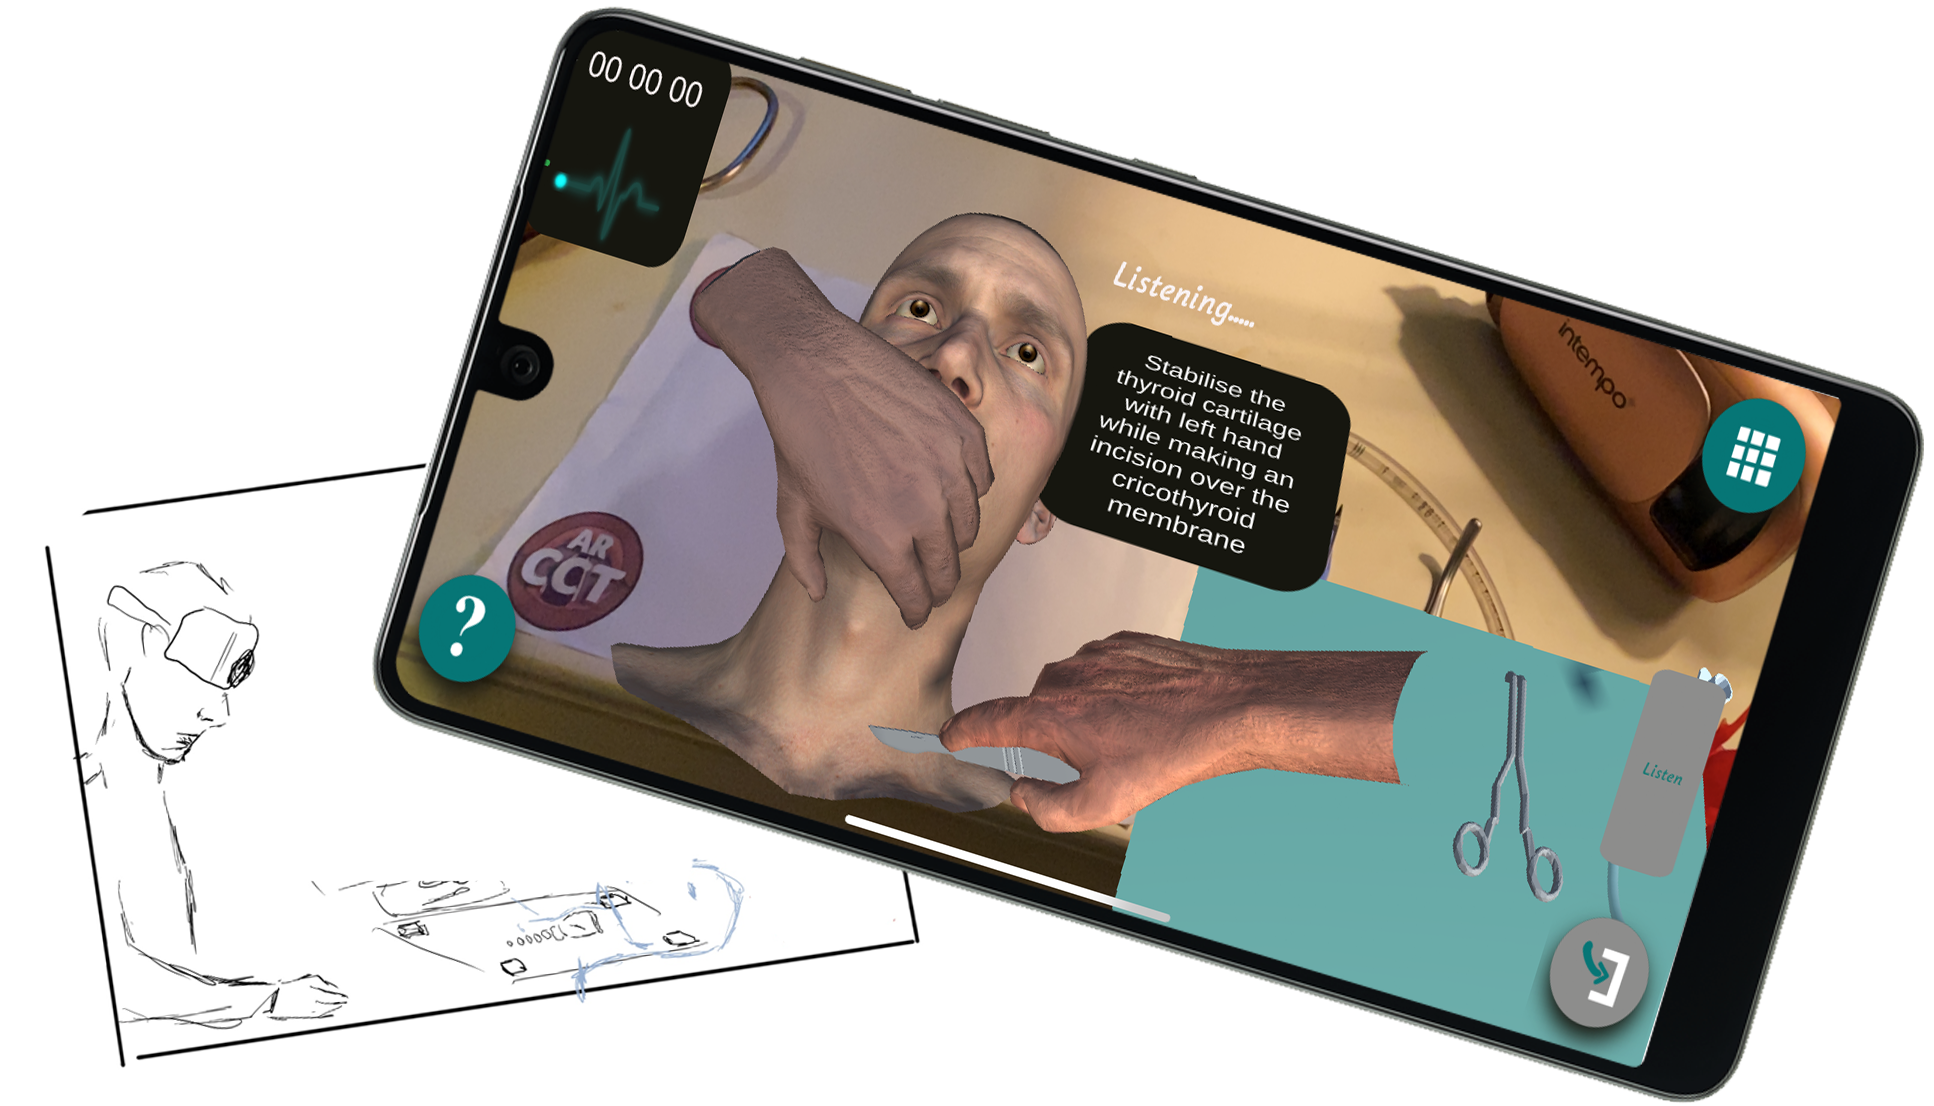 00 00 00
Listening.....
Stabilise the
thyroid cartilage
with left hand
while making an
incision over the
cricothyroid
membrane
intempo
AR
CCT
?
Listen